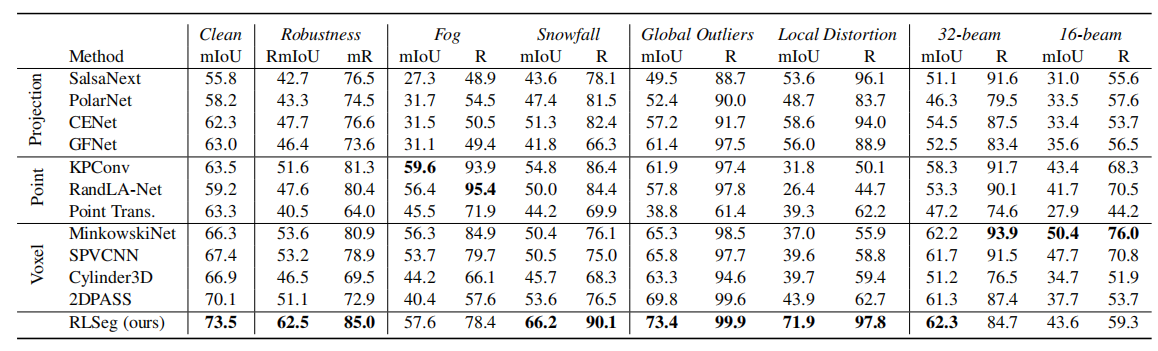 Clean Robustness Fog Snowfall Global Outliers Local Distortion 32-beam 16-beam
Method mIoU RmIoU mR mIoU R mIoU R mIoU R mIoU R mIoU R mIoU R
Projection
SalsaNext 55.8 42.7 76.5 27.3 48.9 43.6 78.1 49.5 88.7 53.6 96.1 51.1 91.6 31.0 55.6
PolarNet 58.2 43.3 74.5 31.7 54.5 47.4 81.5 52.4 90.0 48.7 83.7 46.3 79.5 33.5 57.6
CENet 62.3 47.7 76.6 31.5 50.5 51.3 82.4 57.2 91.7 58.6 94.0 54.5 87.5 33.4 53.7
GFNet 63.0 46.4 73.6 31.1 49.4 41.8 66.3 61.4 97.5 56.0 88.9 52.5 83.4 35.6 56.5
Point
KPConv 63.5 51.6 81.3 59.6 93.9 54.8 86.4 61.9 97.4 31.8 50.1 58.3 91.7 43.4 68.3
RandLA-Net 59.2 47.6 80.4 56.4 95.4 50.0 84.4 57.8 97.8 26.4 44.7 53.3 90.1 41.7 70.5
Point Trans. 63.3 40.5 64.0 45.5 71.9 44.2 69.9 38.8 61.4 39.3 62.2 47.2 74.6 27.9 44.2
Voxel
MinkowskiNet 66.3 53.6 80.9 56.3 84.9 50.4 76.1 65.3 98.5 37.0 55.9 62.2 93.9 50.4 76.0
SPVCNN 67.4 53.2 78.9 53.7 79.7 50.5 75.0 65.8 97.7 39.6 58.8 61.7 91.5 47.7 70.8
Cylinder3D 66.9 46.5 69.5 44.2 66.1 45.7 68.3 63.3 94.6 39.7 59.4 51.2 76.5 34.7 51.9
2DPASS 70.1 51.1 72.9 40.4 57.6 53.6 76.5 69.8 99.6 43.9 62.7 61.3 87.4 37.7 53.7
RLSeg (ours) 73.5 62.5 85.0 57.6 78.4 66.2 90.1 73.4 99.9 71.9 97.8 62.3 84.7 43.6 59.3